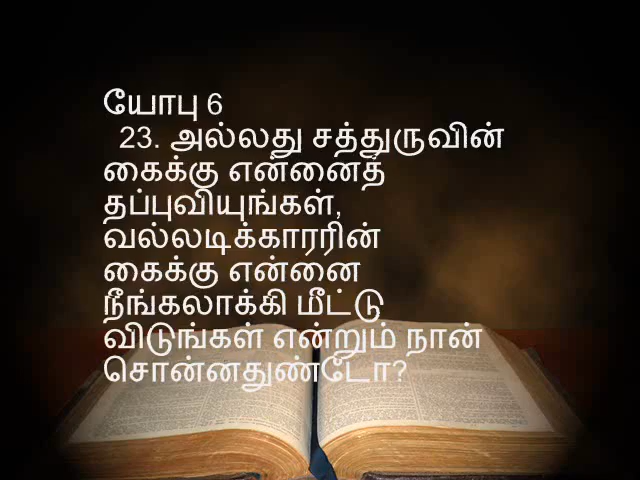 யோபு 6
23. அல்லது சத்துருவின்
கைக்கு என்னைத்
தப்புவியுங்கள்,
வல்லடிக்காரரின்
கைக்கு என்னை
நீங்கலாக்கி மீட்டு
விடுங்கள் என்றும் நான்
சொன்னதுண்டோ?